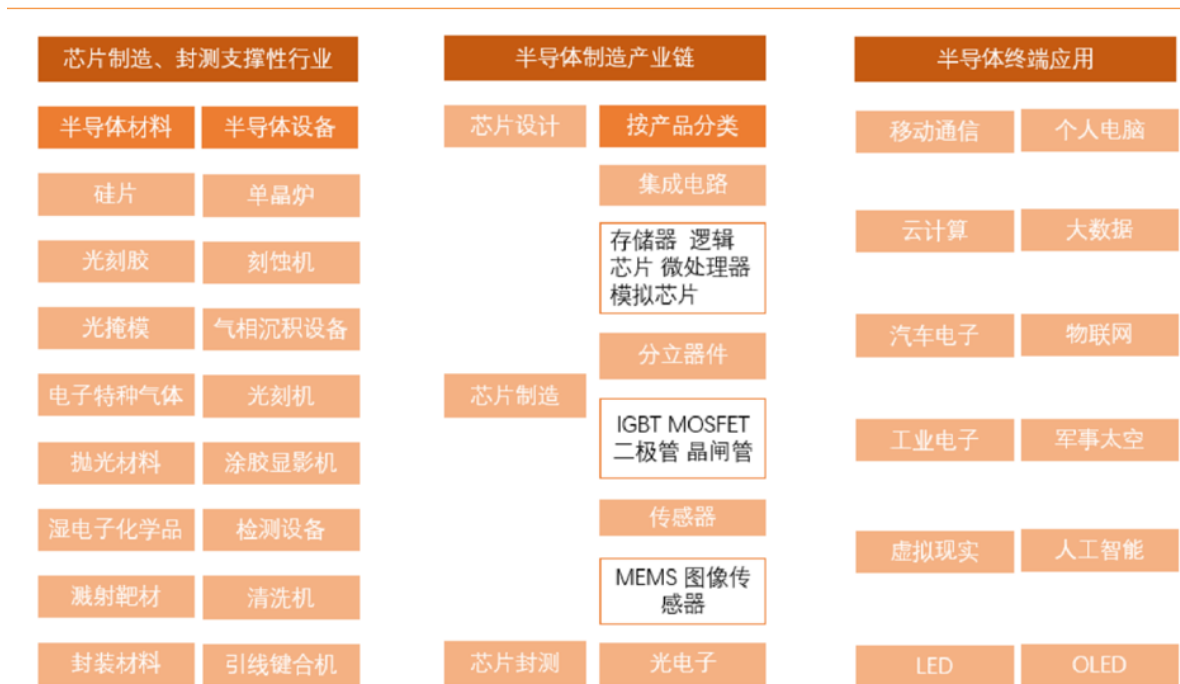 芯片制造、封测支撑性行业
半导体材料
半导体设备
硅片
单晶炉
光刻胶
刻蚀机
光掩模
气相沉积设备
电子特种气体
光刻机
抛光材料
涂胶显影机
湿电子化学品
检测设备
溅射靶材
清洗机
封装材料
引线键合机
半导体制造产业链
芯片设计
芯片制造
芯片封测
按产品分类
集成电路
存储器 逻辑
芯片 微处理器
模拟芯片
分立器件
IGBT MOSFET
二极管 晶闸管
传感器
MEMS 图像传
感器
光电子
半导体终端应用
移动通信
个人电脑
云计算
大数据
汽车电子
物联网
工业电子
军事太空
虚拟现实
人工智能
LED
OLED